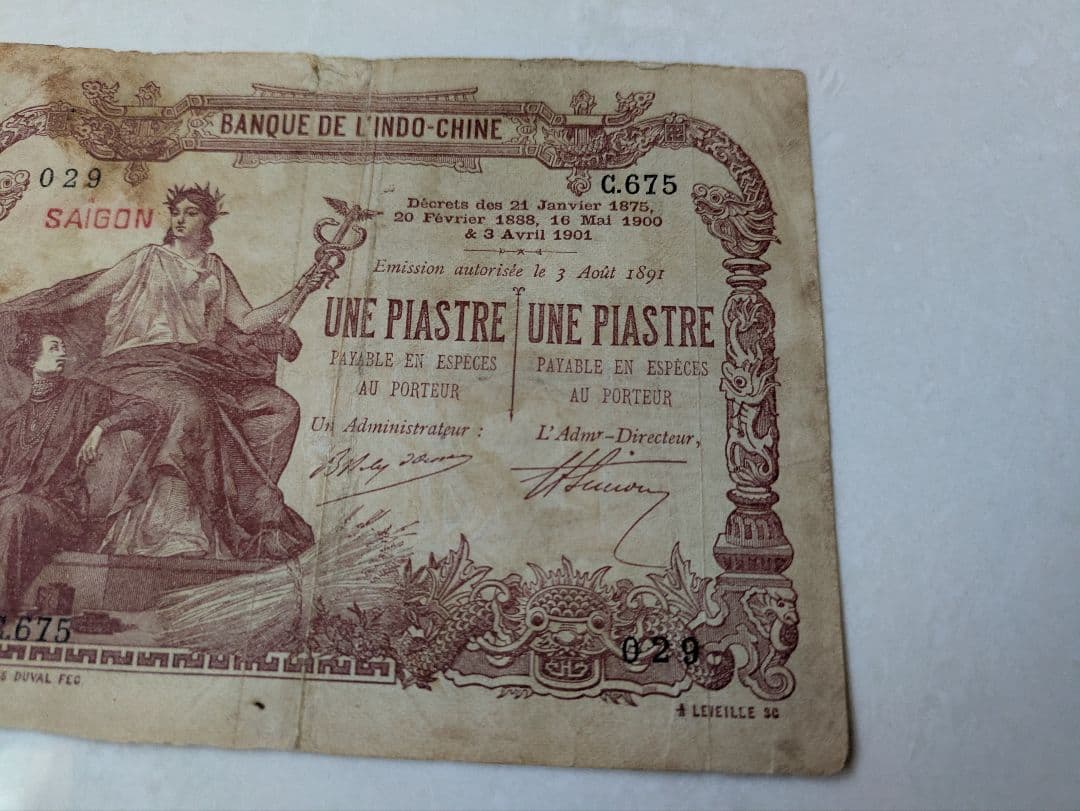 BANQUE DE L'INDO-CHINE
029
C.675
SAIGON
Décrets des 21 Janvier 1875,
20 Février 1888, 16 Mai 1900
& 3 Avril 1901
Emission autorisée le 3 Août 1891
UNE PIASTRE
PAYABLE EN ESPÈCES
AU PORTEUR
Un Administrateur :
UNE PIASTRE
PAYABLE EN ESPÈCES
AU PORTEUR
L'Admr-Directeur,
.675
029
DUVAL FEC
A LEVEILLE SC